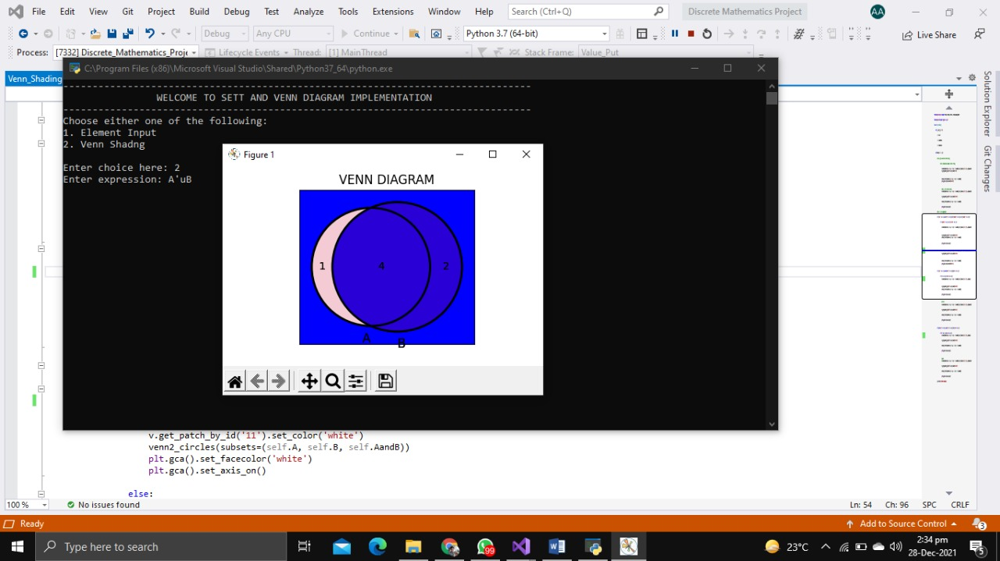 File Edit View Git Project Build Debug Test Analyze Tools Extensions Window Help Search (Ctrl+Q) Discrete Mathematics Project AA
Debug Any CPU Continue Python 3.7 (64-bit) Live Share
Process: [7332] Discrete_Mathematics_Proje Lifecycle Events Thread: [1] MainThread Stack Frame: Value_Put
C:\Program Files (x86)\Microsoft Visual Studio\Shared\Python37_64\python.exe
Venn_Shading
Solution Explorer
Git Changes
WELCOME TO SETT AND VENN DIAGRAM IMPLEMENTATION
Choose either one of the following:
1. Element Input
2. Venn Shadng
Enter choice here: 2
Enter expression: A'uB
Figure 1
VENN DIAGRAM
1 4 2
A
B
v.get_patch_by_id('11').set_color('white')
venn2_circles(subsets=(self.A, self.B, self.AandB))
plt.gca().set_facecolor('white')
plt.gca().set_axis_on()
else:
100 % No issues found Ln: 54 Ch: 96 SPC CRLF
Ready Add to Source Control 3
Type here to search 99 23°C 2:34 pm
28-Dec-2021 5